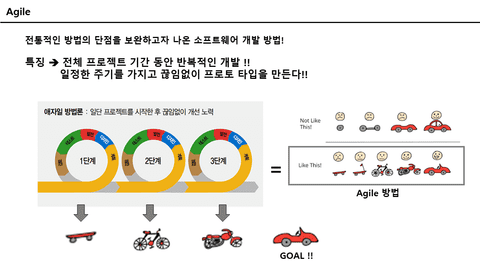 Agile
전통적인 방법의 단점을 보완하고자 나온 소프트웨어 개발 방법!
특징 → 전체 프로젝트 기간 동안 반복적인 개발 !!
일정한 주기를 가지고 끊임없이 프로토 타입을 만든다!!
애자일 방법론 : 일단 프로젝트를 시작한 후 끊임없이 개선 노력
1단계
2단계
3단계
=
Not Like
This!
Like This!
Agile 방법
GOAL !!